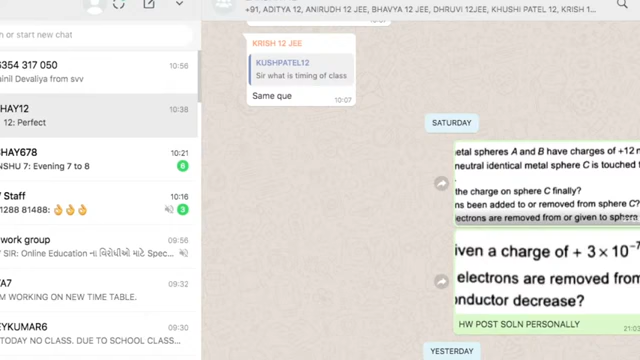 +91, ADITYA 12 JEE, ANIRUDH 12 JEE, BHAVYA 12 JEE, DHRUVI 12JEE, KHUSHI PATEL 12, KRISH 1...
h or start new chat
6354 317 050
10:56
ainil Devaliya from svv
HAY12
10:38
12: Perfect
HAY678
10:21
NSHU 7: Evening 7 to 8
6
Staff
10:16
1288 81488: 👌👌👌
3
work group
09:56
SIR: Online Education ના વિરોધીઓ માટે Spec...
A7
09:32
M WORKING ON NEW TIME TABLE.
EYKUMAR6
09:30
TODAY NO CLASS. DUE TO SCHOOL CLASS...
KRISH 12 JEE
KUSHPATEL12
Sir what is timing of class
Same que
10:07
SATURDAY
etal spheres A and B have charges of +12
neutral identical metal sphere C is touched
the charge on sphere C finally?
ns been added to or removed from sphere C?
lectrons are removed from or given to sphere
iven a charge of + 3×10⁻⁷
electrons are removed from
onductor decrease?
HW POST SOLN PERSONALLY
21:03
YESTERDAY